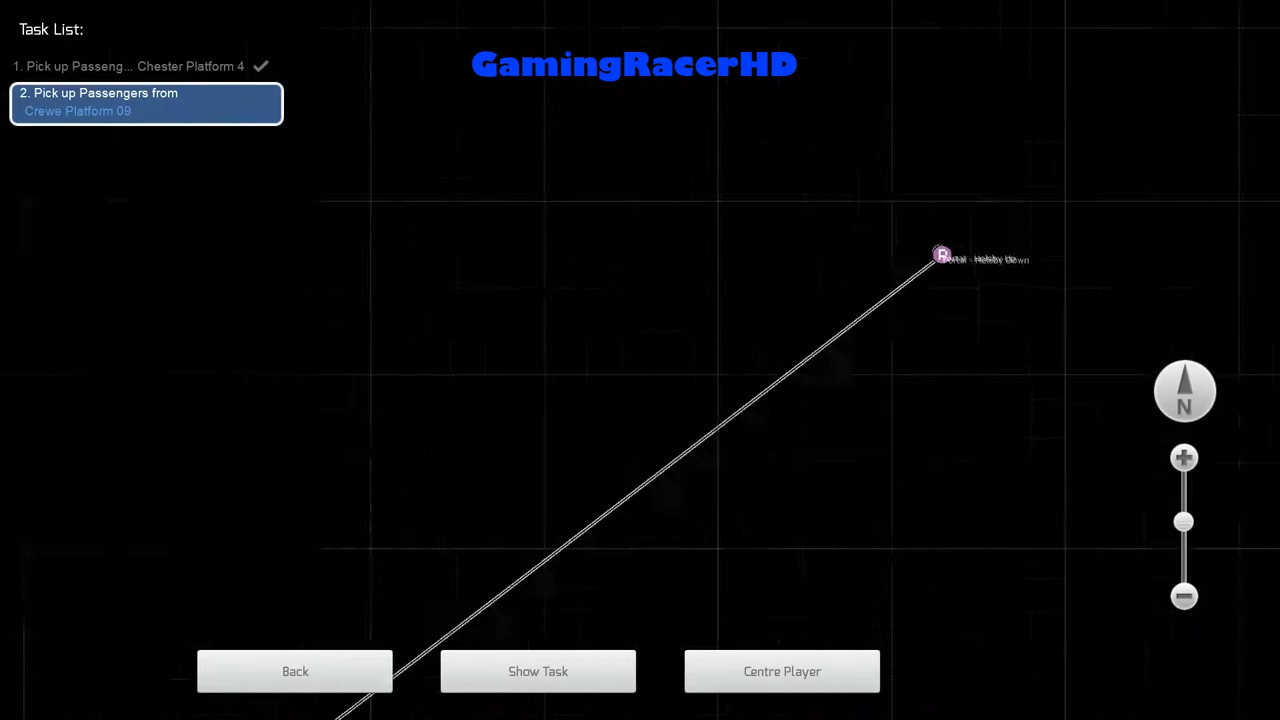 Task List:
GamingRacerHD
1. Pick up Passeng... Chester Platform 4
2. Pick up Passengers from
Crewe Platform 09
R
Down
N
Back
Show Task
Centre Player